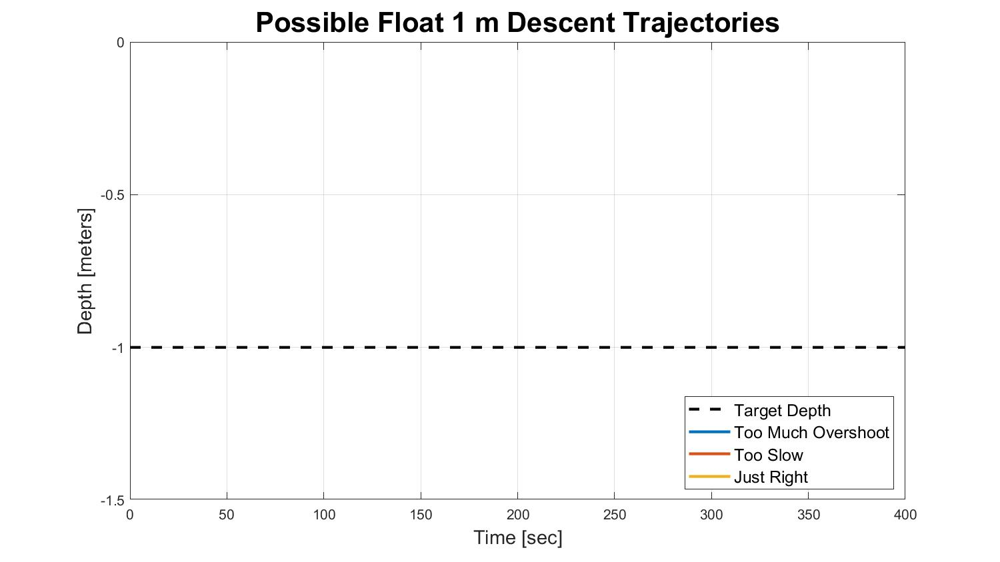 Possible Float 1 m Descent Trajectories
0
-0.5
-1
-1.5
Depth [meters]
Target Depth
Too Much Overshoot
Too Slow
Just Right
0 50 100 150 200 250 300 350 400
Time [sec]